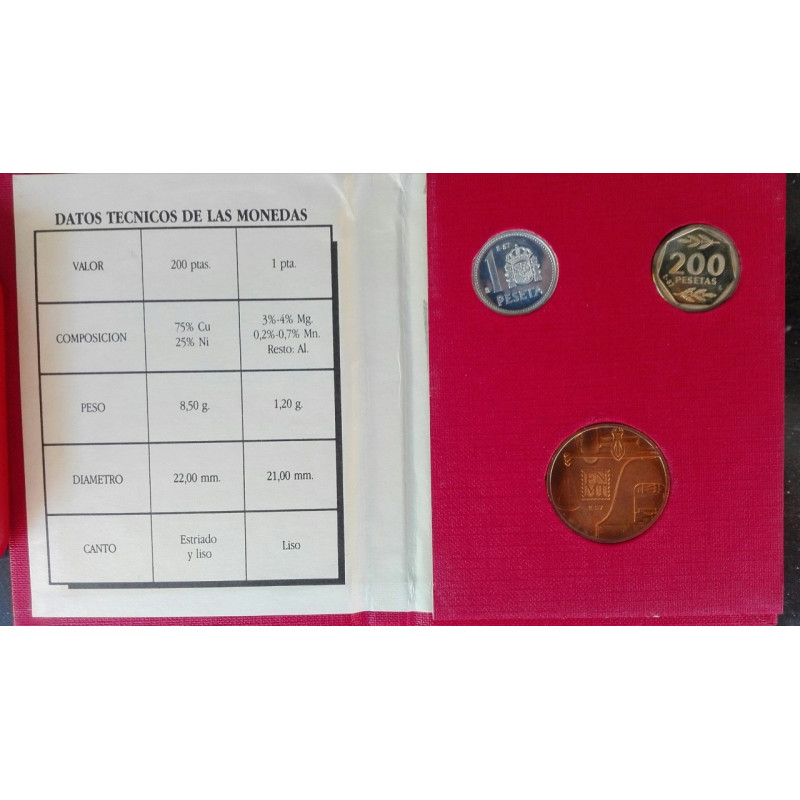 DATOS TECNICOS DE LAS MONEDAS
VALOR 200 ptas. 1 pta.
COMPOSICION 75% Cu 3%-4% Mg.
25% Ni 0,2%-0,7% Mn.
Resto: Al.
PESO 8,50 g. 1,20 g.
DIAMETRO 22,00 mm. 21,00 mm.
CANTO Estriado Liso
y liso
1
PESETA
200
PESETAS